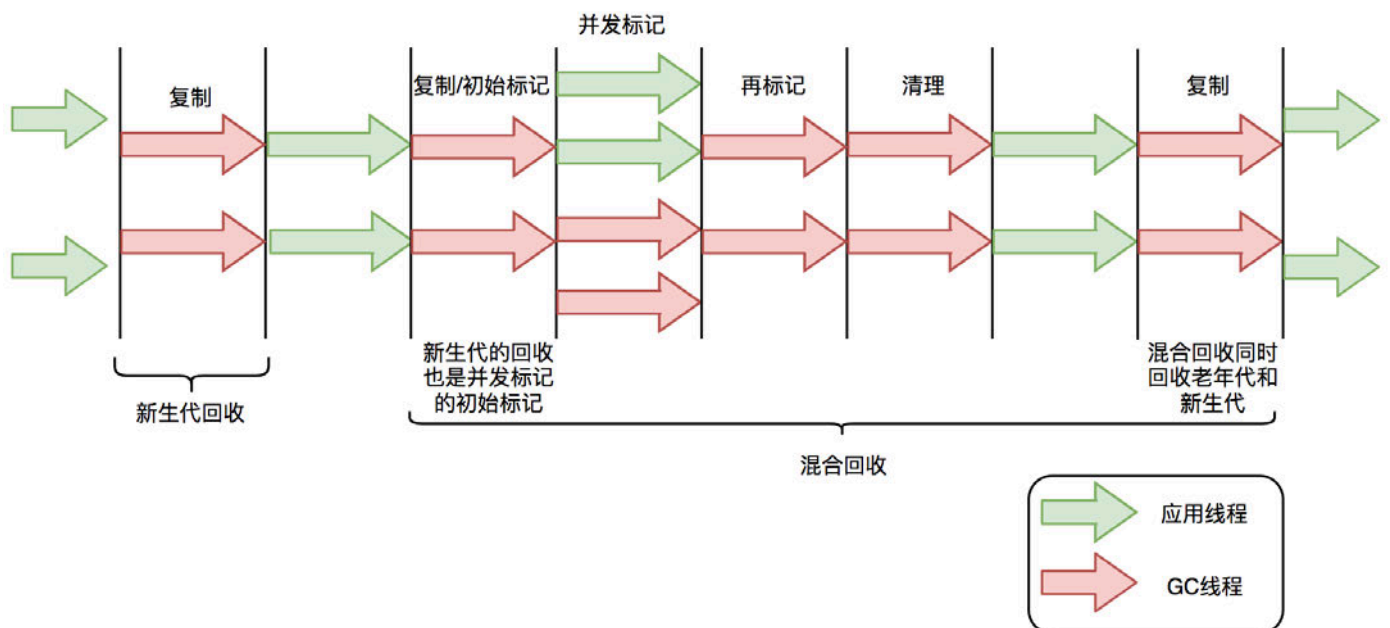 并发标记
复制
复制/初始标记
再标记
清理
复制
新生代的回收
也是并发标记
的初始标记
混合回收同时
回收老年代和
新生代
新生代回收
混合回收
应用线程
GC线程